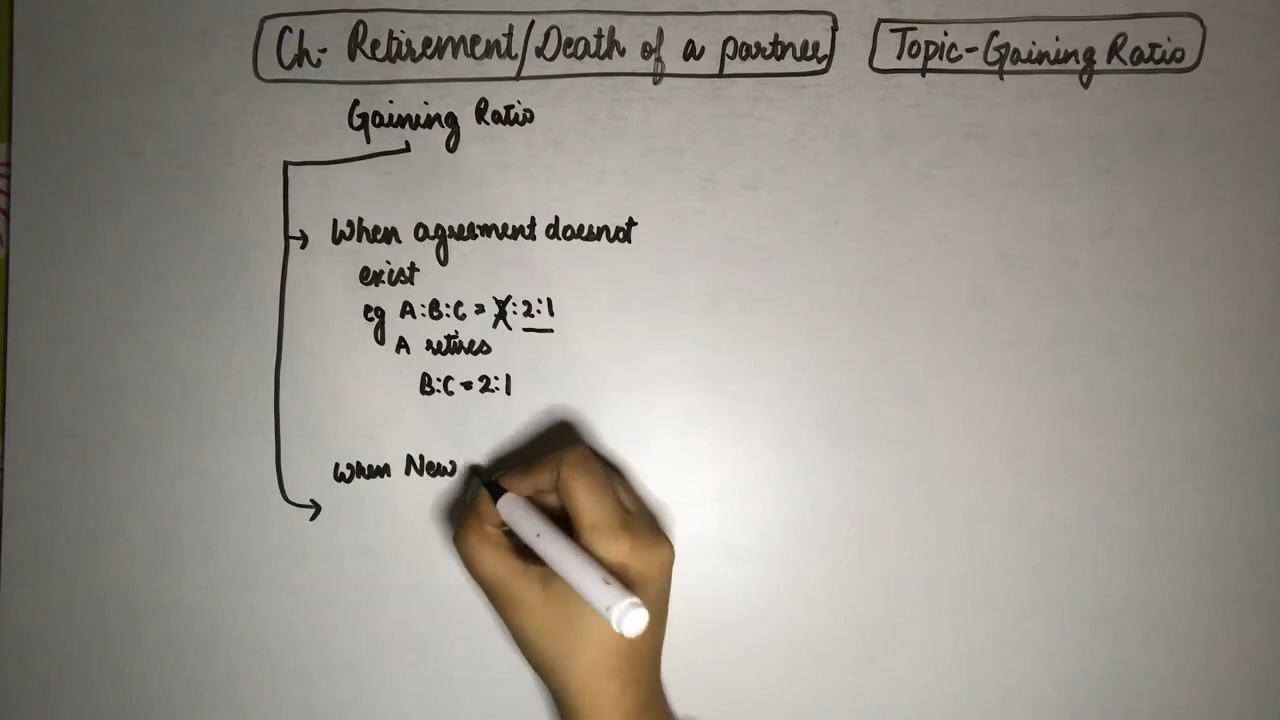 Ch- Retirement/Death of a partner
Topic-Gaining Ratio
Gaining Ratio
When agreement doesnot
exist
eg A:B:C = X:2:1
A retires
B:C = 2:1
When New